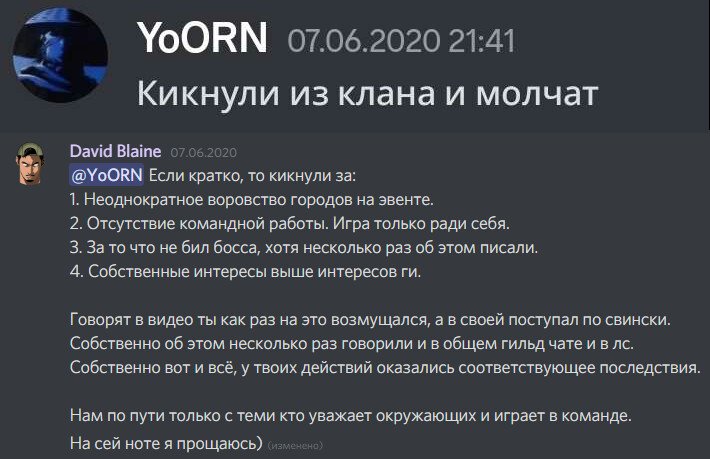 YoORN 07.06.2020 21:41
Кикнули из клана и молчат
David Blaine 07.06.2020
@YoORN Если кратко, то кикнули за:
1. Неоднократное воровство городов на эвенте.
2. Отсутствие командной работы. Игра только ради себя.
3. За то что не бил босса, хотя несколько раз об этом писали.
4. Собственные интересы выше интересов ги.
Говорят в видео ты как раз на это возмущался, а в своей поступал по свински.
Собственно об этом несколько раз говорили и в общем гильд чате и в лс.
Собственно вот и всё, у твоих действий оказались соответствующее последствия.
Нам по пути только с теми кто уважает окружающих и играет в команде.
На сей ноте я прощаюсь) (изменено)